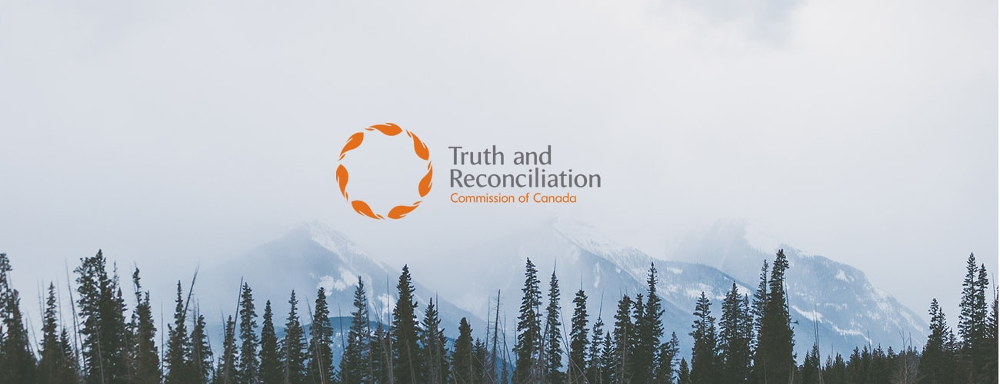 Truth and
Reconciliation
Commission of Canada